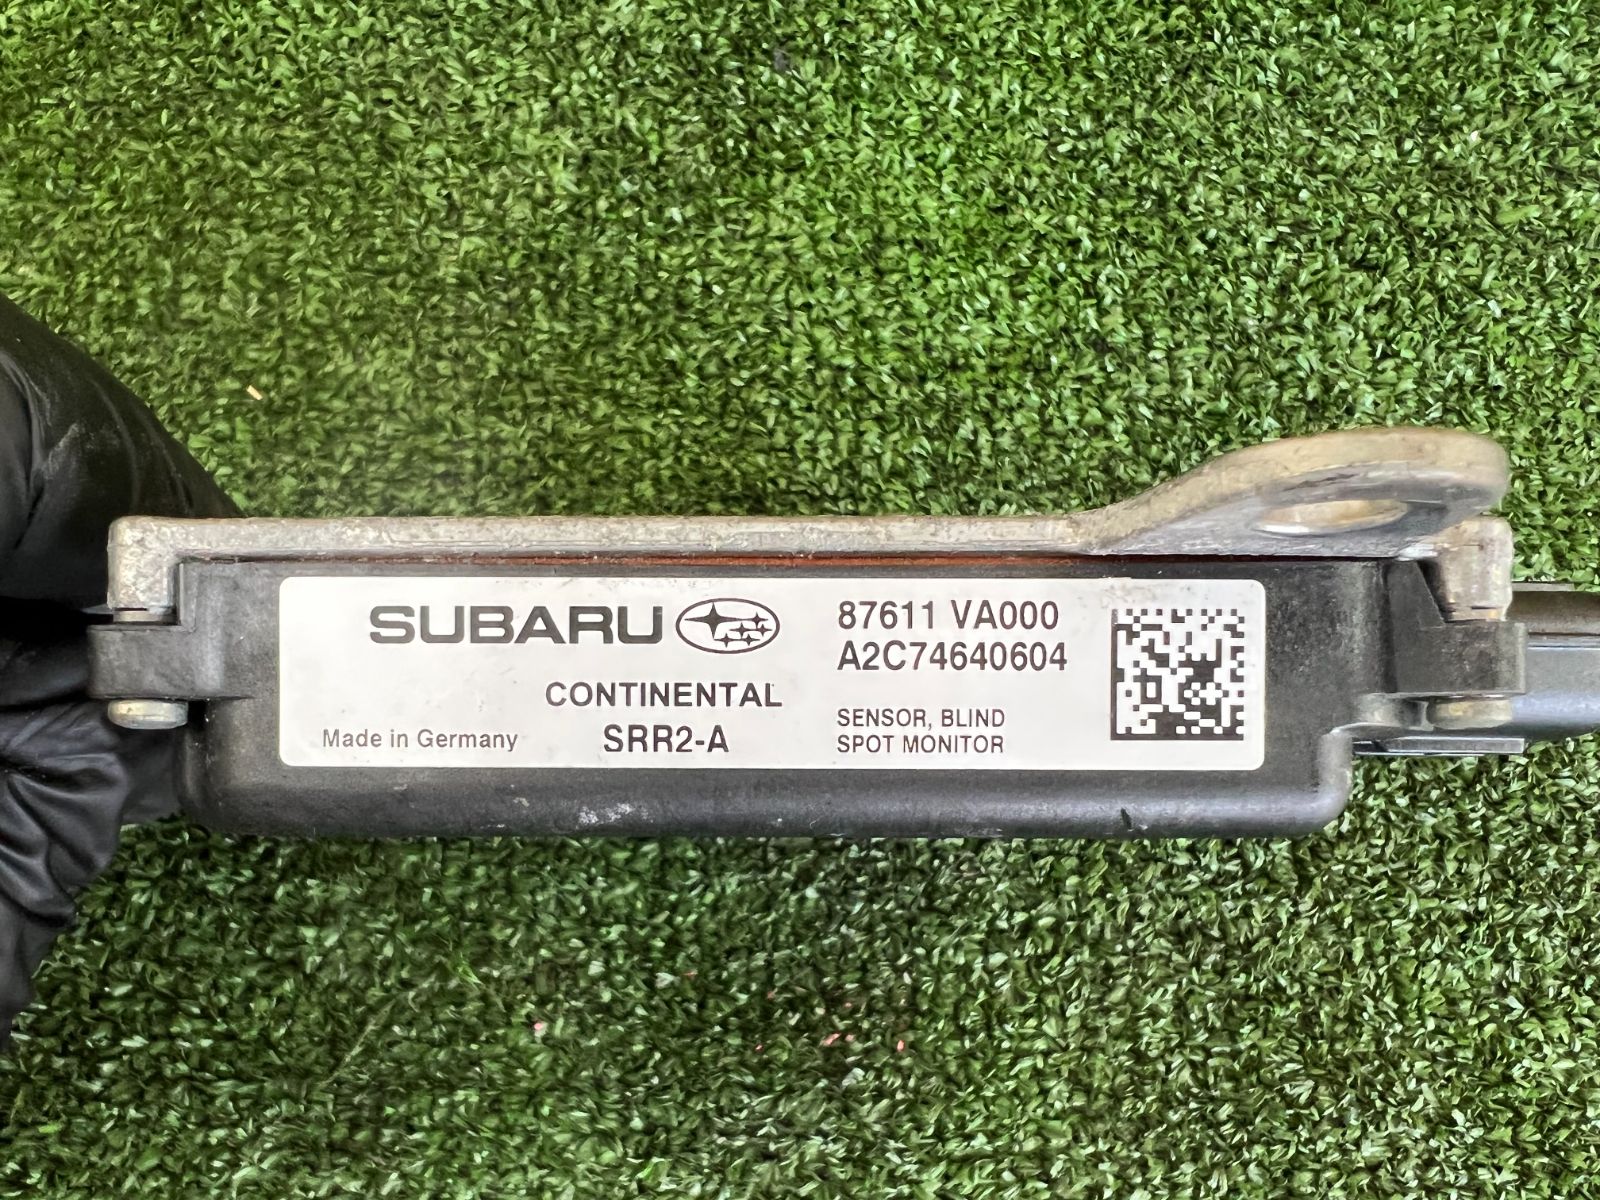 SUBARU
CONTINENTAL
Made in Germany SRR2-A
87611 VA000
A2C74640604
SENSOR, BLIND
SPOT MONITOR